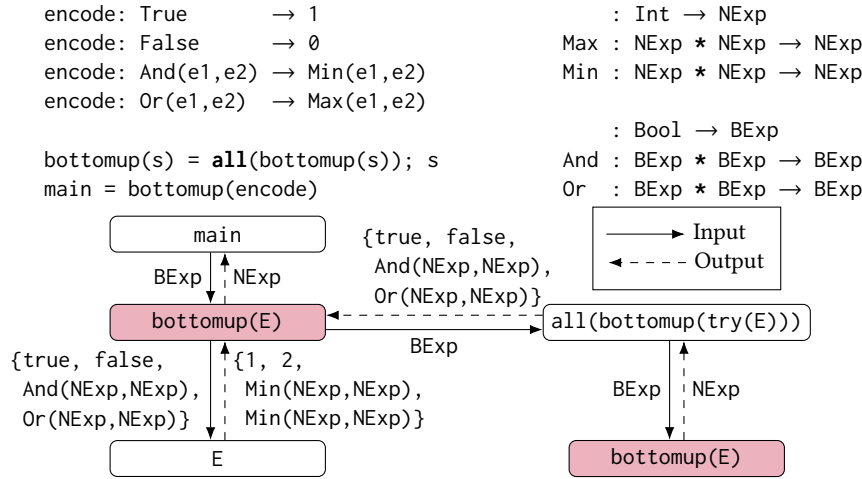 encode: True → 1
encode: False → 0
encode: And(e1,e2) → Min(e1,e2)
encode: Or(e1,e2) → Max(e1,e2)
bottomup(s) = all(bottomup(s)); s
main = bottomup(encode)
: Int → NExp
Max : NExp * NExp → NExp
Min : NExp * NExp → NExp
: Bool → BExp
And : BExp * BExp → BExp
Or : BExp * BExp → BExp
Input
Output
main
BExp
NExp
bottomup(E)
{true, false,
And(NExp,NExp),
Or(NExp,NExp)}
BExp
all(bottomup(try(E)))
{true, false,
And(NExp,NExp),
Or(NExp,NExp)}
{1, 2,
Min(NExp,NExp),
Min(NExp,NExp)}
E
BExp
NExp
bottomup(E)